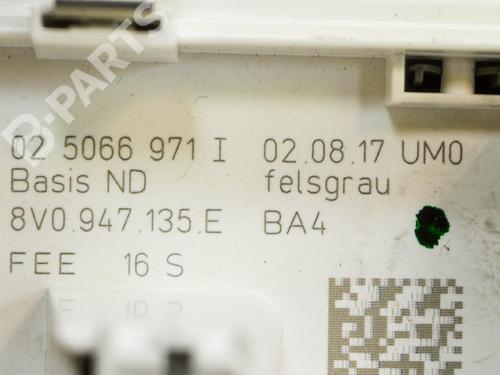 B-PARTS
02 5066 971 I 02.08.17 UM0
Basis ND felsgrau
8V0.947.135.E BA4
FEE 16 S